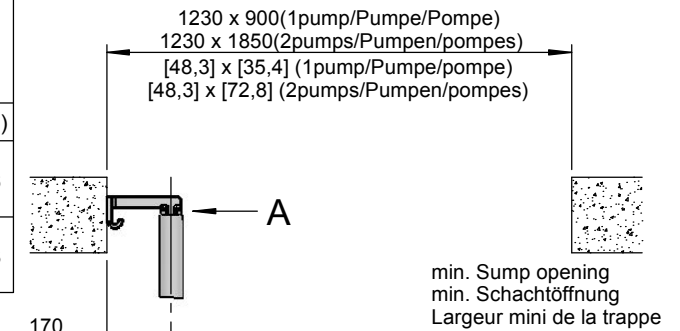 1230 x 900(1pump/Pumpe/Pompe)
1230 x 1850(2pumps/Pumpen/pompes)
[48,3] x [35,4] (1pump/Pumpe/pompe)
[48,3] x [72,8] (2pumps/Pumpen/pompes)
)
A
min. Sump opening
min. Schachtöffnung
Largeur mini de la trappe
170